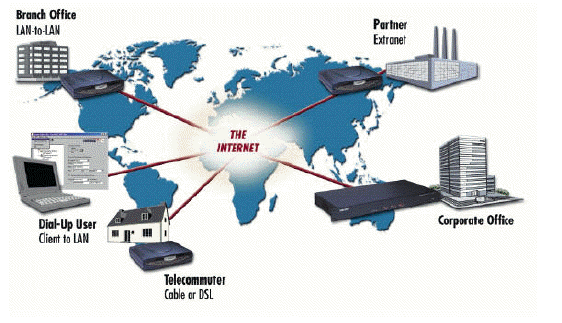 Branch Office
LAN-to-LAN
Partner
Extranet
THE
INTERNET
Dial-Up User
Client to LAN
Corporate Office
Telecommuter
Cable or DSL